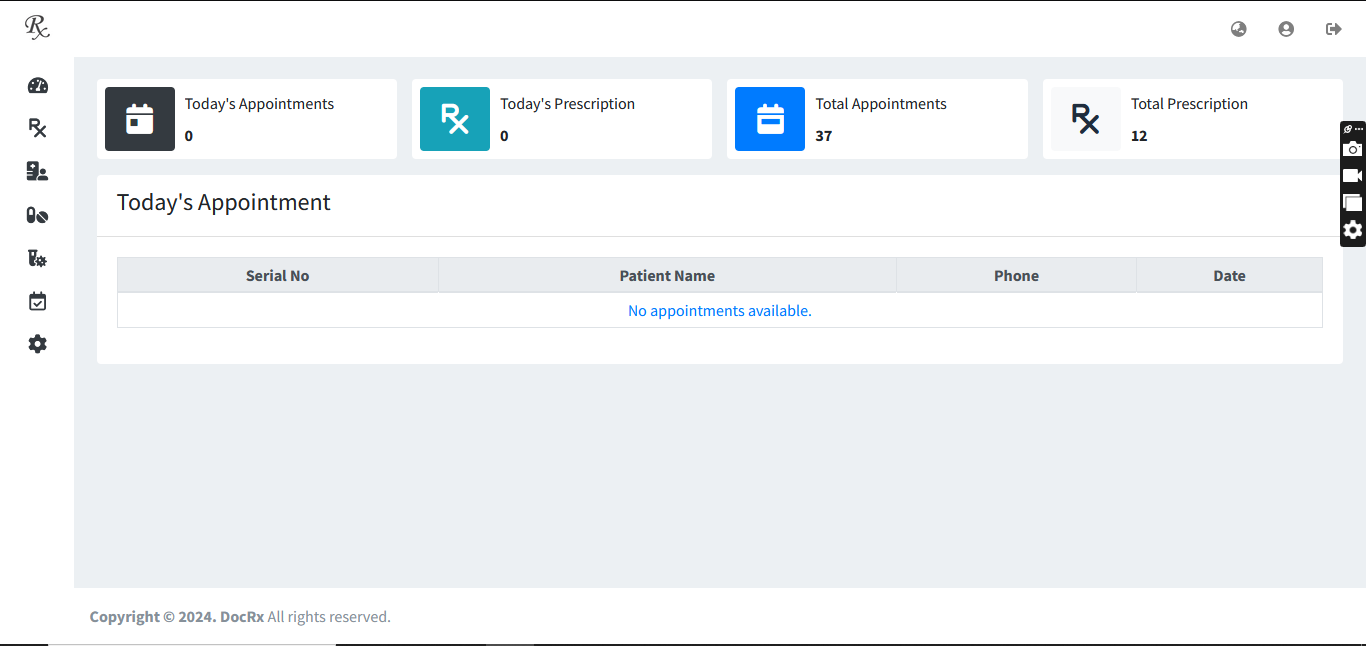 Rx
Today's Appointments
0
Today's Prescription
0
Total Appointments
37
Total Prescription
12
Today's Appointment
Serial No Patient Name Phone Date
No appointments available.
Copyright © 2024. DocRx All rights reserved.